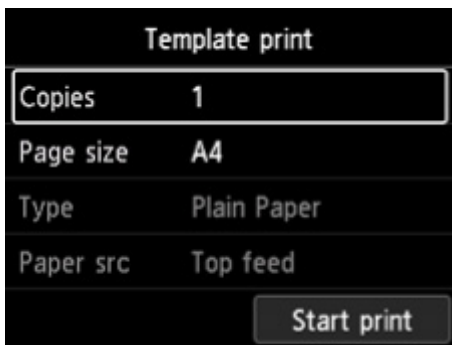 Template print
Copies 1
Page size A4
Type Plain Paper
Paper src Top feed
Start print